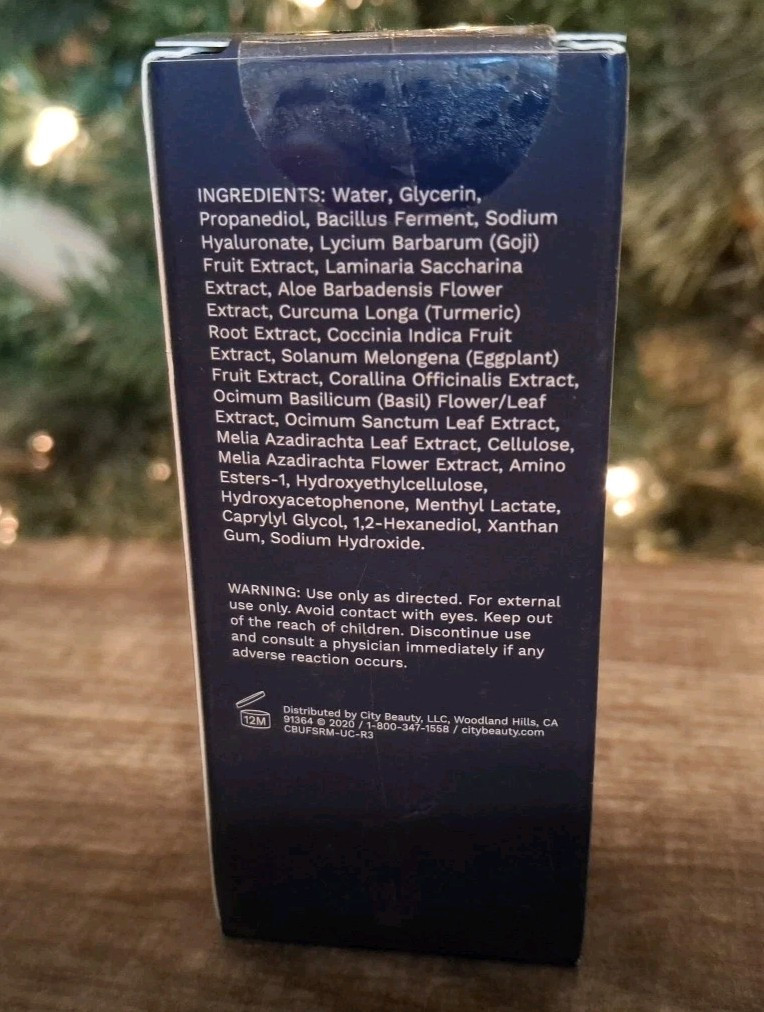 INGREDIENTS: Water, Glycerin,
Propanediol, Bacillus Ferment, Sodium
Hyaluronate, Lycium Barbarum (Goji)
Fruit Extract, Laminaria Saccharina
Extract, Aloe Barbadensis Flower
Extract, Curcuma Longa (Turmeric)
Root Extract, Coccinia Indica Fruit
Extract, Solanum Melongena (Eggplant)
Fruit Extract, Corallina Officinalis Extract,
Ocimum Basilicum (Basil) Flower/Leaf
Extract, Ocimum Sanctum Leaf Extract,
Melia Azadirachta Leaf Extract, Cellulose,
Melia Azadirachta Flower Extract, Amino
Esters-1, Hydroxyethylcellulose,
Hydroxyacetophenone, Menthyl Lactate,
Caprylyl Glycol, 1,2-Hexanediol, Xanthan
Gum, Sodium Hydroxide.
WARNING: Use only as directed. For external
use only. Avoid contact with eyes. Keep out
of the reach of children. Discontinue use
and consult a physician immediately if any
adverse reaction occurs.
12M
Distributed by City Beauty, LLC, Woodland Hills, CA
91364 © 2020 / 1-800-347-1558 / citybeauty.com
CBUFSRM-UC-R3